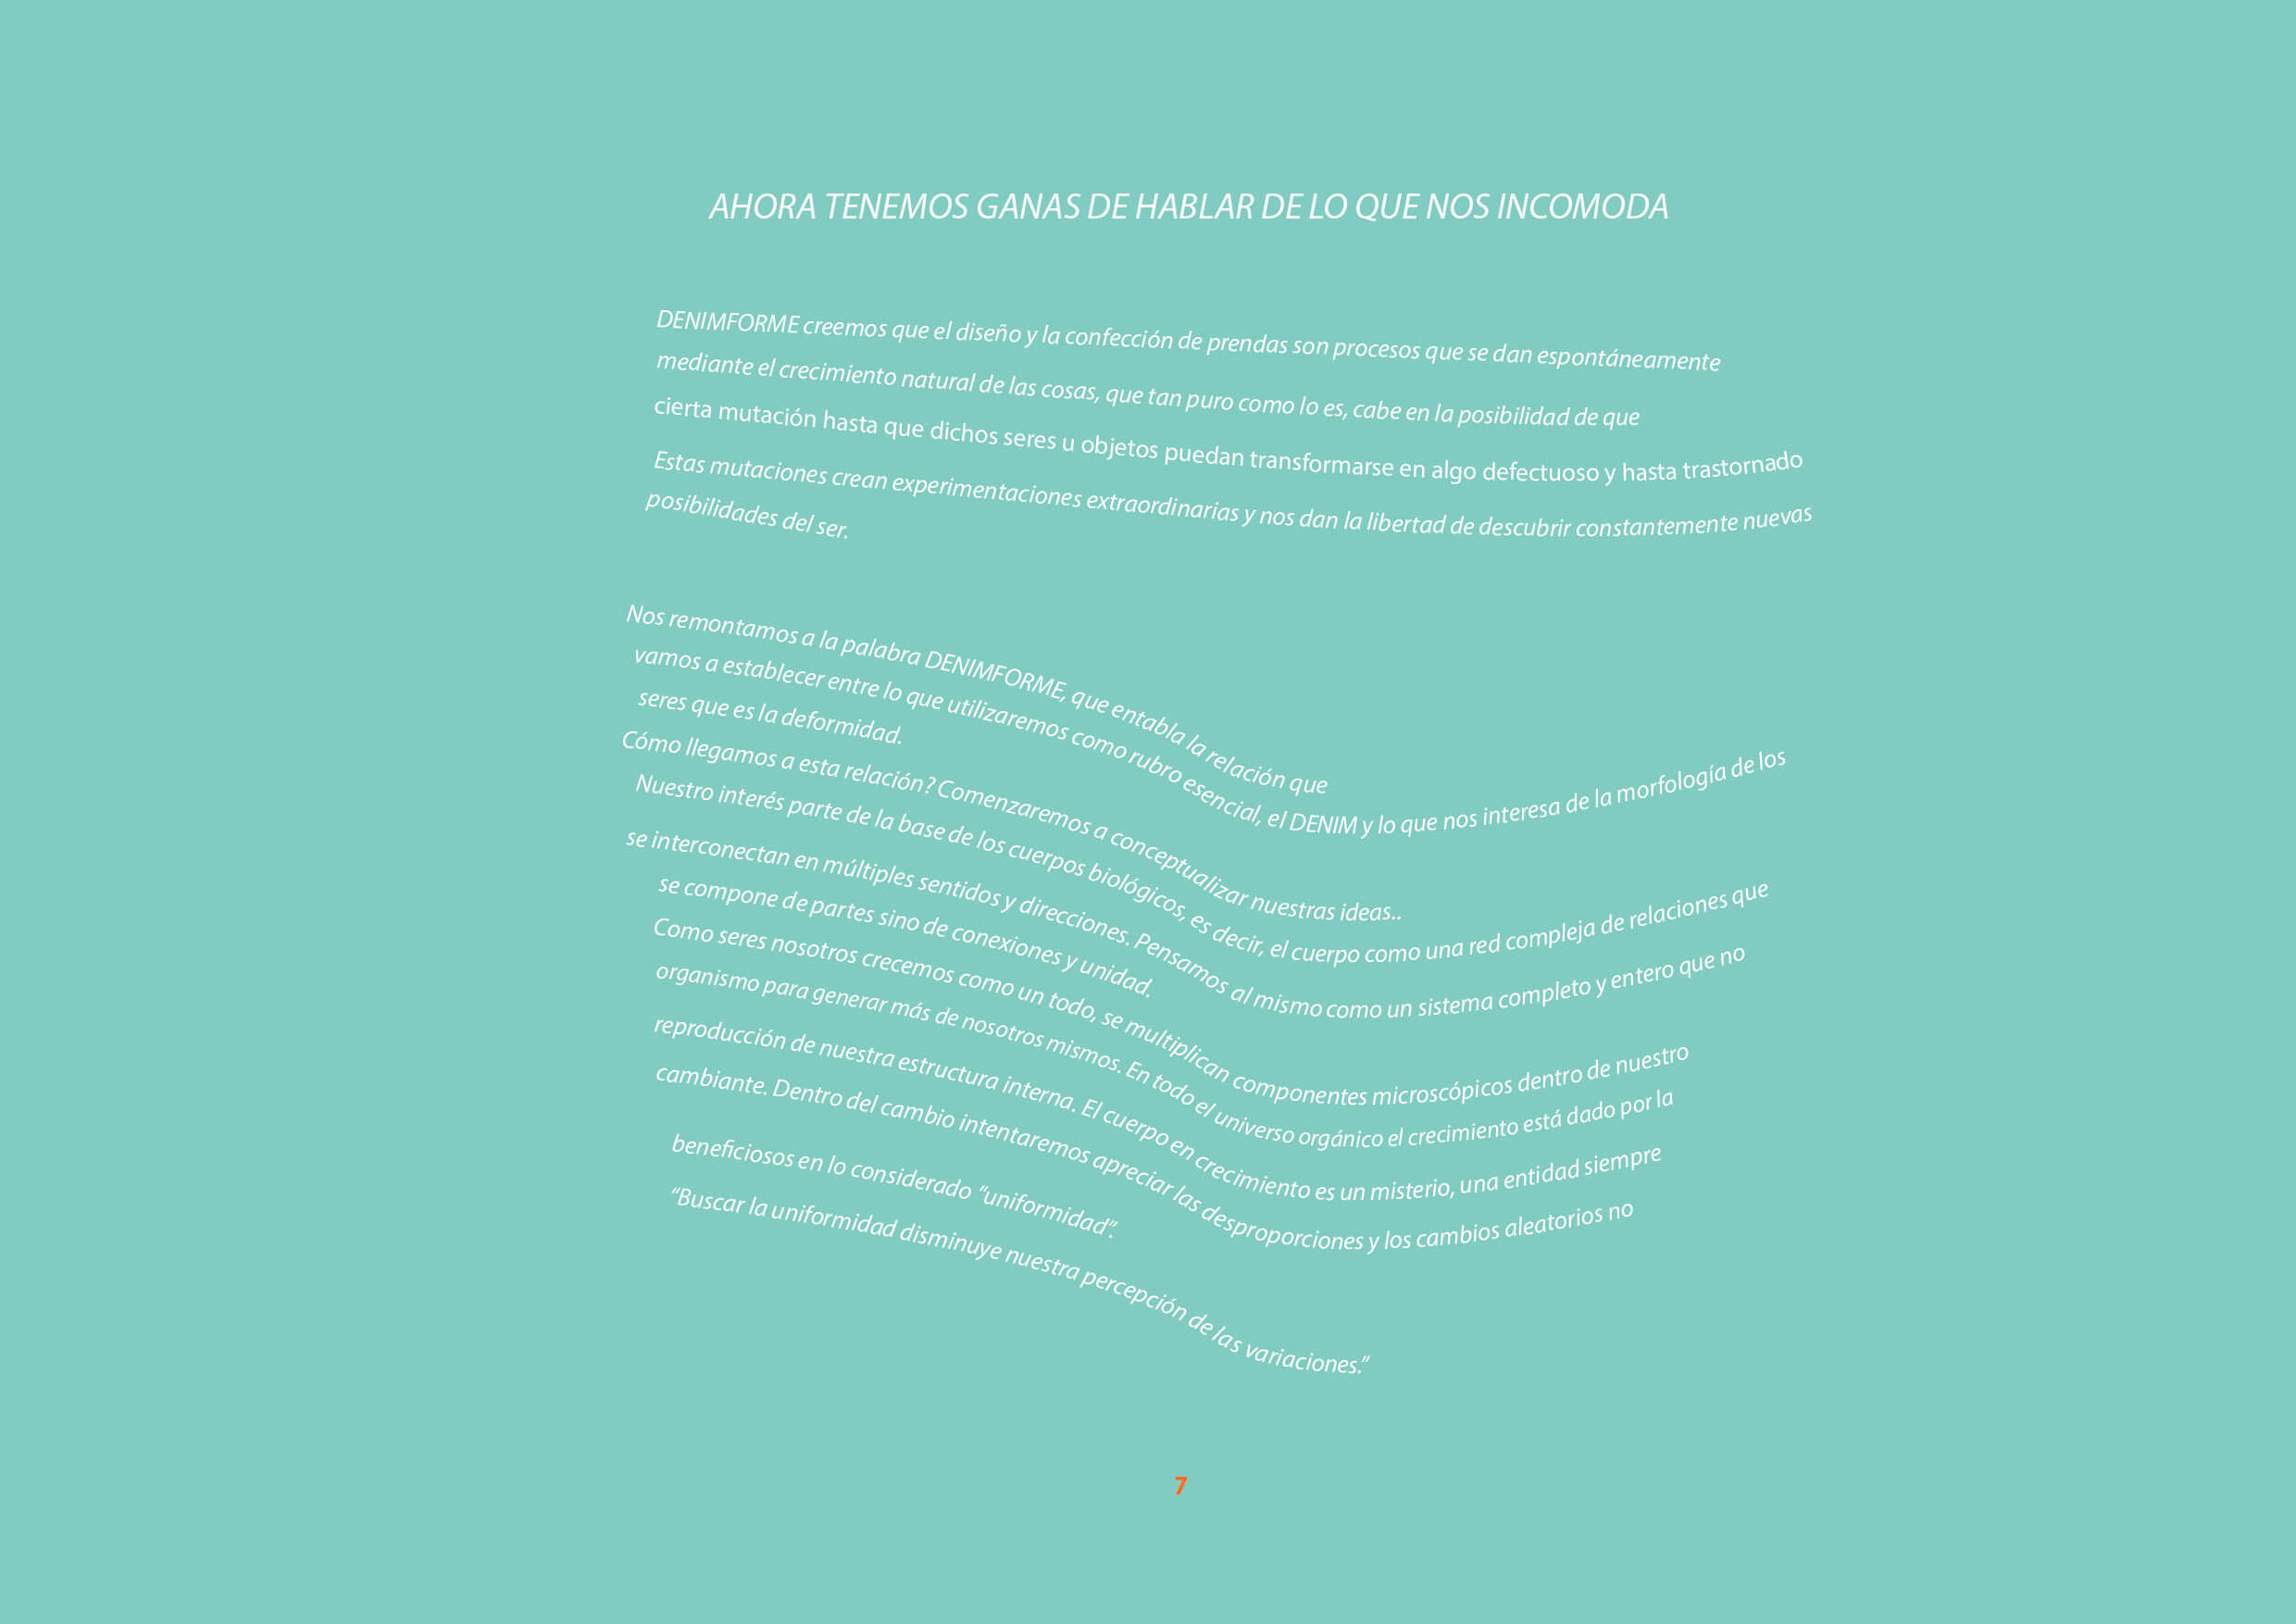 AHORA TENEMOS GANAS DE HABLAR DE LO QUE NOS INCOMODA
DENIMFORME creemos que el diseño y la confección de prendas son procesos que se dan espontáneamente
mediante el crecimiento natural de las cosas, que tan puro como lo es, cabe en la posibilidad de que
cierta mutación hasta que dichos seres u objetos puedan transformarse en algo defectuoso y hasta trastornado
Estas mutaciones crean experimentaciones extraordinarias y nos dan la libertad de descubrir constantemente nuevas
posibilidades del ser.
Nos remontamos a la palabra DENIMFORME, que entabla la relación que
vamos a establecer entre lo que utilizaremos como rubro esencial, el DENIM y lo que nos interesa de la morfología de los
seres que es la deformidad.
Cómo llegamos a esta relación? Comenzaremos a conceptualizar nuestras ideas..
Nuestro interés parte de la base de los cuerpos biológicos, es decir, el cuerpo como una red compleja de relaciones que
se interconectan en múltiples sentidos y direcciones. Pensamos al mismo como un sistema completo y entero que no
se compone de partes sino de conexiones y unidad.
Como seres nosotros crecemos como un todo, se multiplican componentes microscópicos dentro de nuestro
organismo para generar más de nosotros mismos. En todo el universo orgánico el crecimiento está dado por la
reproducción de nuestra estructura interna. El cuerpo en crecimiento es un misterio, una entidad siempre
cambiante. Dentro del cambio intentaremos apreciar las desproporciones y los cambios aleatorios no
beneficiosos en lo considerado “uniformidad”.
“Buscar la uniformidad disminuye nuestra percepción de las variaciones.”
7